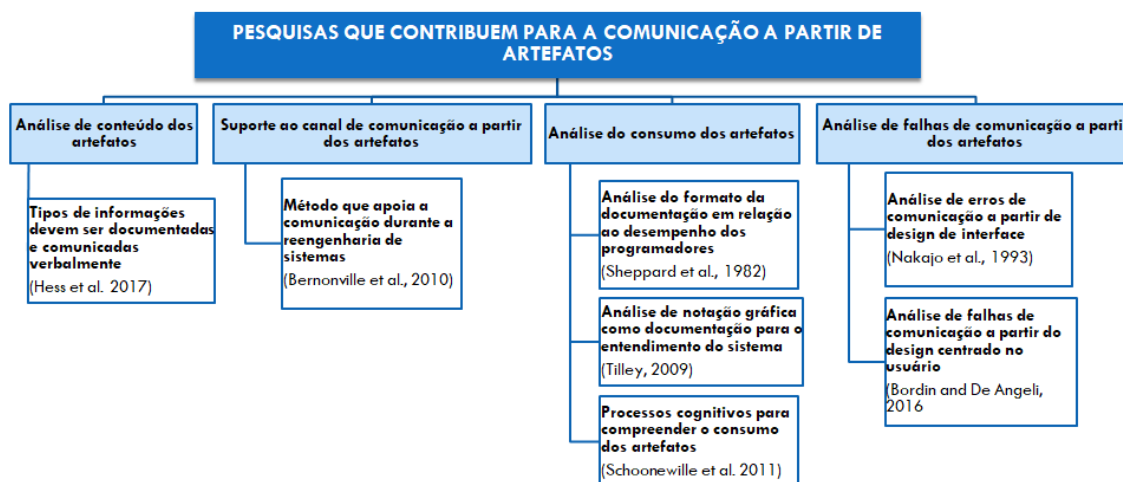 PESQUISAS QUE CONTRIBUEM PARA A COMUNICAÇÃO A PARTIR DE
ARTEFATOS
Análise de conteúdo dos
artefatos
Tipos de informações
devem ser documentadas
e comunicadas
verbalmente
(Hess et al. 2017)
Suporte ao canal de comunicação a partir
dos artefatos
Método que apoia a
comunicação durante a
reengenharia de
sistemas
(Bernonville et al., 2010)
Análise do consumo dos artefatos
Análise do formato da
documentação em relação
ao desempenho dos
programadores
(Sheppard et al., 1982)
Análise de notação gráfica
como documentação para o
entendimento do sistema
(Tilley, 2009)
Processos cognitivos para
compreender o consumo
dos artefatos
(Schoonewille et al. 2011)
Análise de falhas de comunicação a partir
dos artefatos
Análise de erros de
comunicação a partir de
design de interface
(Nakajo et al., 1993)
Análise de falhas de
comunicação a partir do
design centrado no
usuário
(Bordin and De Angeli,
2016